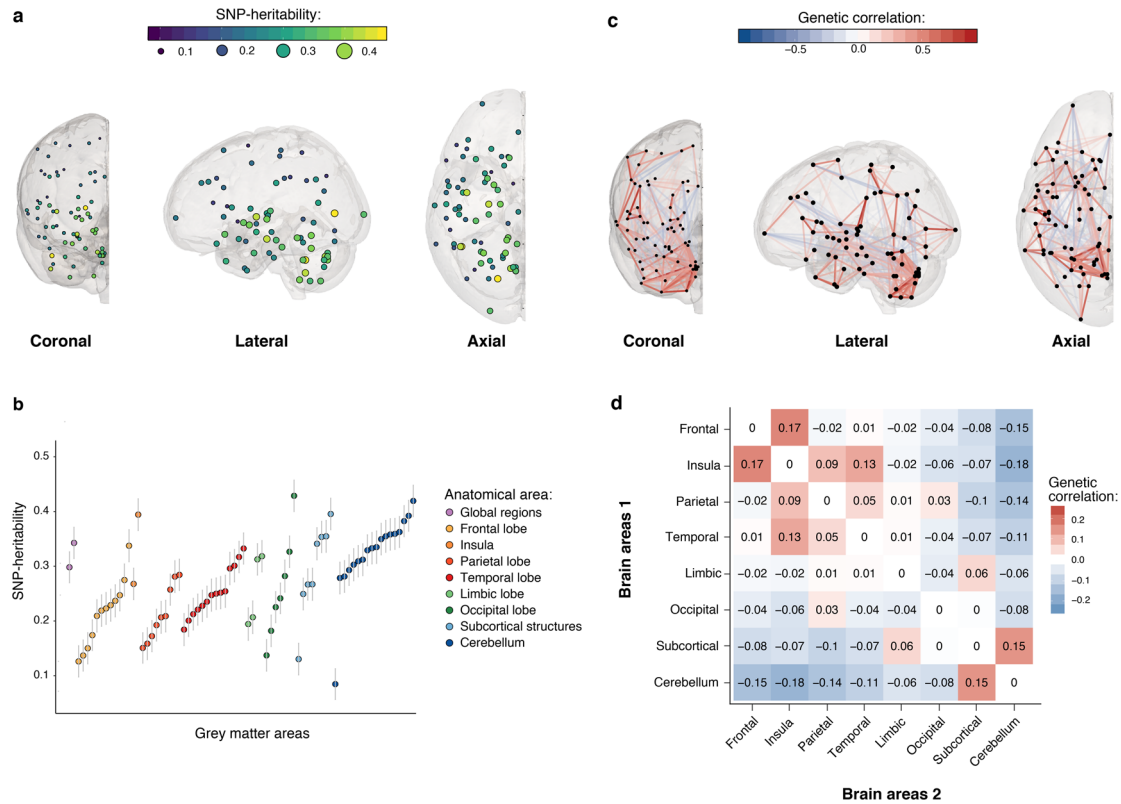 a
SNP-heritability:
0.1 0.2 0.3 0.4
Coronal Lateral Axial
c
Genetic correlation:
−0.5 0.0 0.5
Coronal Lateral Axial
b
SNP-heritability
0.5
0.4
0.3
0.2
0.1
Grey matter areas
Anatomical area:
Global regions
Frontal lobe
Insula
Parietal lobe
Temporal lobe
Limbic lobe
Occipital lobe
Subcortical structures
Cerebellum
d
Brain areas 1
Frontal 0 0.17 −0.02 0.01 −0.02 −0.04 −0.08 −0.15
Insula 0.17 0 0.09 0.13 −0.02 −0.06 −0.07 −0.18
Parietal −0.02 0.09 0 0.05 0.01 0.03 −0.1 −0.14
Temporal 0.01 0.13 0.05 0 0.01 −0.04 −0.07 −0.11
Limbic −0.02 −0.02 0.01 0.01 0 −0.04 0.06 −0.06
Occipital −0.04 −0.06 0.03 −0.04 −0.04 0 0 −0.08
Subcortical −0.08 −0.07 −0.1 −0.07 0.06 0 0 0.15
Cerebellum −0.15 −0.18 −0.14 −0.11 −0.06 −0.08 0.15 0
Frontal Insula Parietal Temporal Limbic Occipital Subcortical Cerebellum
Brain areas 2
Genetic
correlation:
0.2
0.1
0.0
−0.1
−0.2